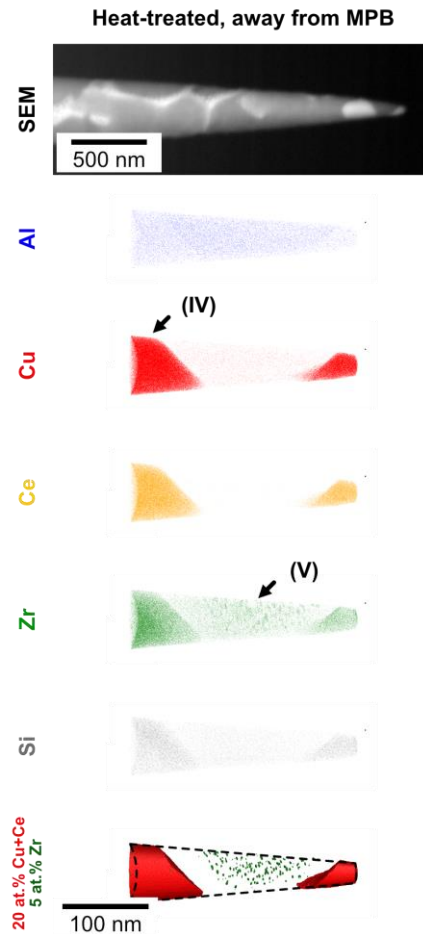 Heat-treated, away from MPB
SEM
500 nm
Al
(IV)
Cu
Ce
(V)
Zr
Si
20 at.% Cu+Ce
5 at.% Zr
100 nm